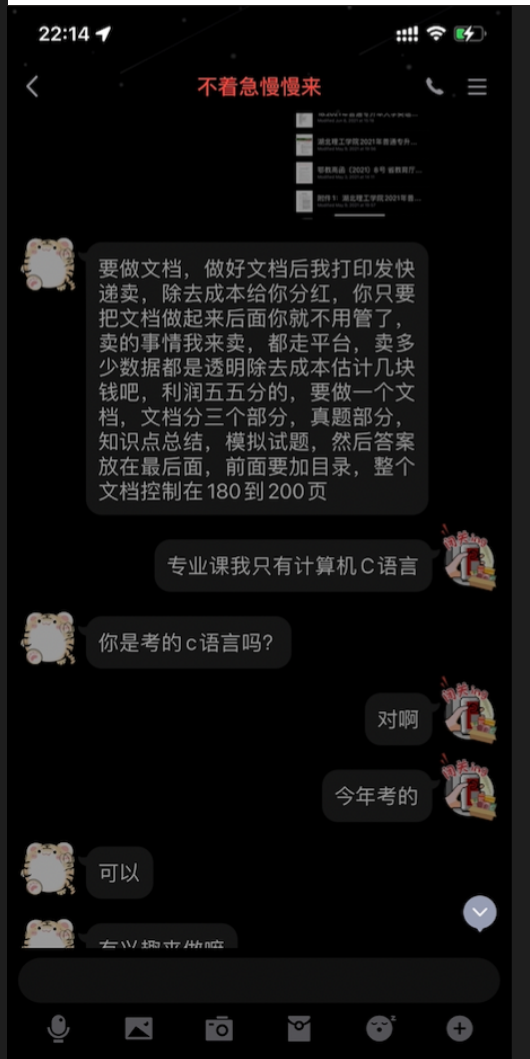 22:14
不着急慢慢来
湖北理工学院2021年普通专升...
鄂教高函〔2021〕8号 省教育厅...
附件1：湖北理工学院2021年普...
要做文档，做好文档后我打印发快
递卖，除去成本给你分红，你只要
把文档做起来后面你就不用管了，
卖的事情我来卖，都走平台，卖多
少数据都是透明除去成本估计几块
钱吧，利润五五分的，要做一个文
档，文档分三个部分，真题部分，
知识点总结，模拟试题，然后答案
放在最后面，前面要加目录，整个
文档控制在180到200页
专业课我只有计算机C语言
你是考的c语言吗？
对啊
今年考的
可以
有兴趣来做嘛